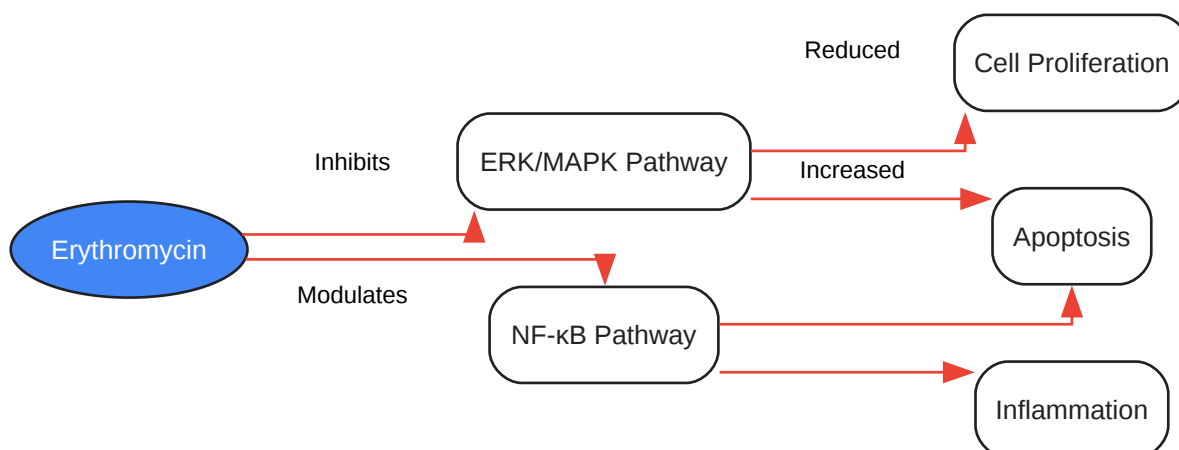 Reduced
Cell Proliferation
Inhibits
ERK/MAPK Pathway
Increased
Erythromycin
Apoptosis
Modulates
NF-κB Pathway
Inflammation